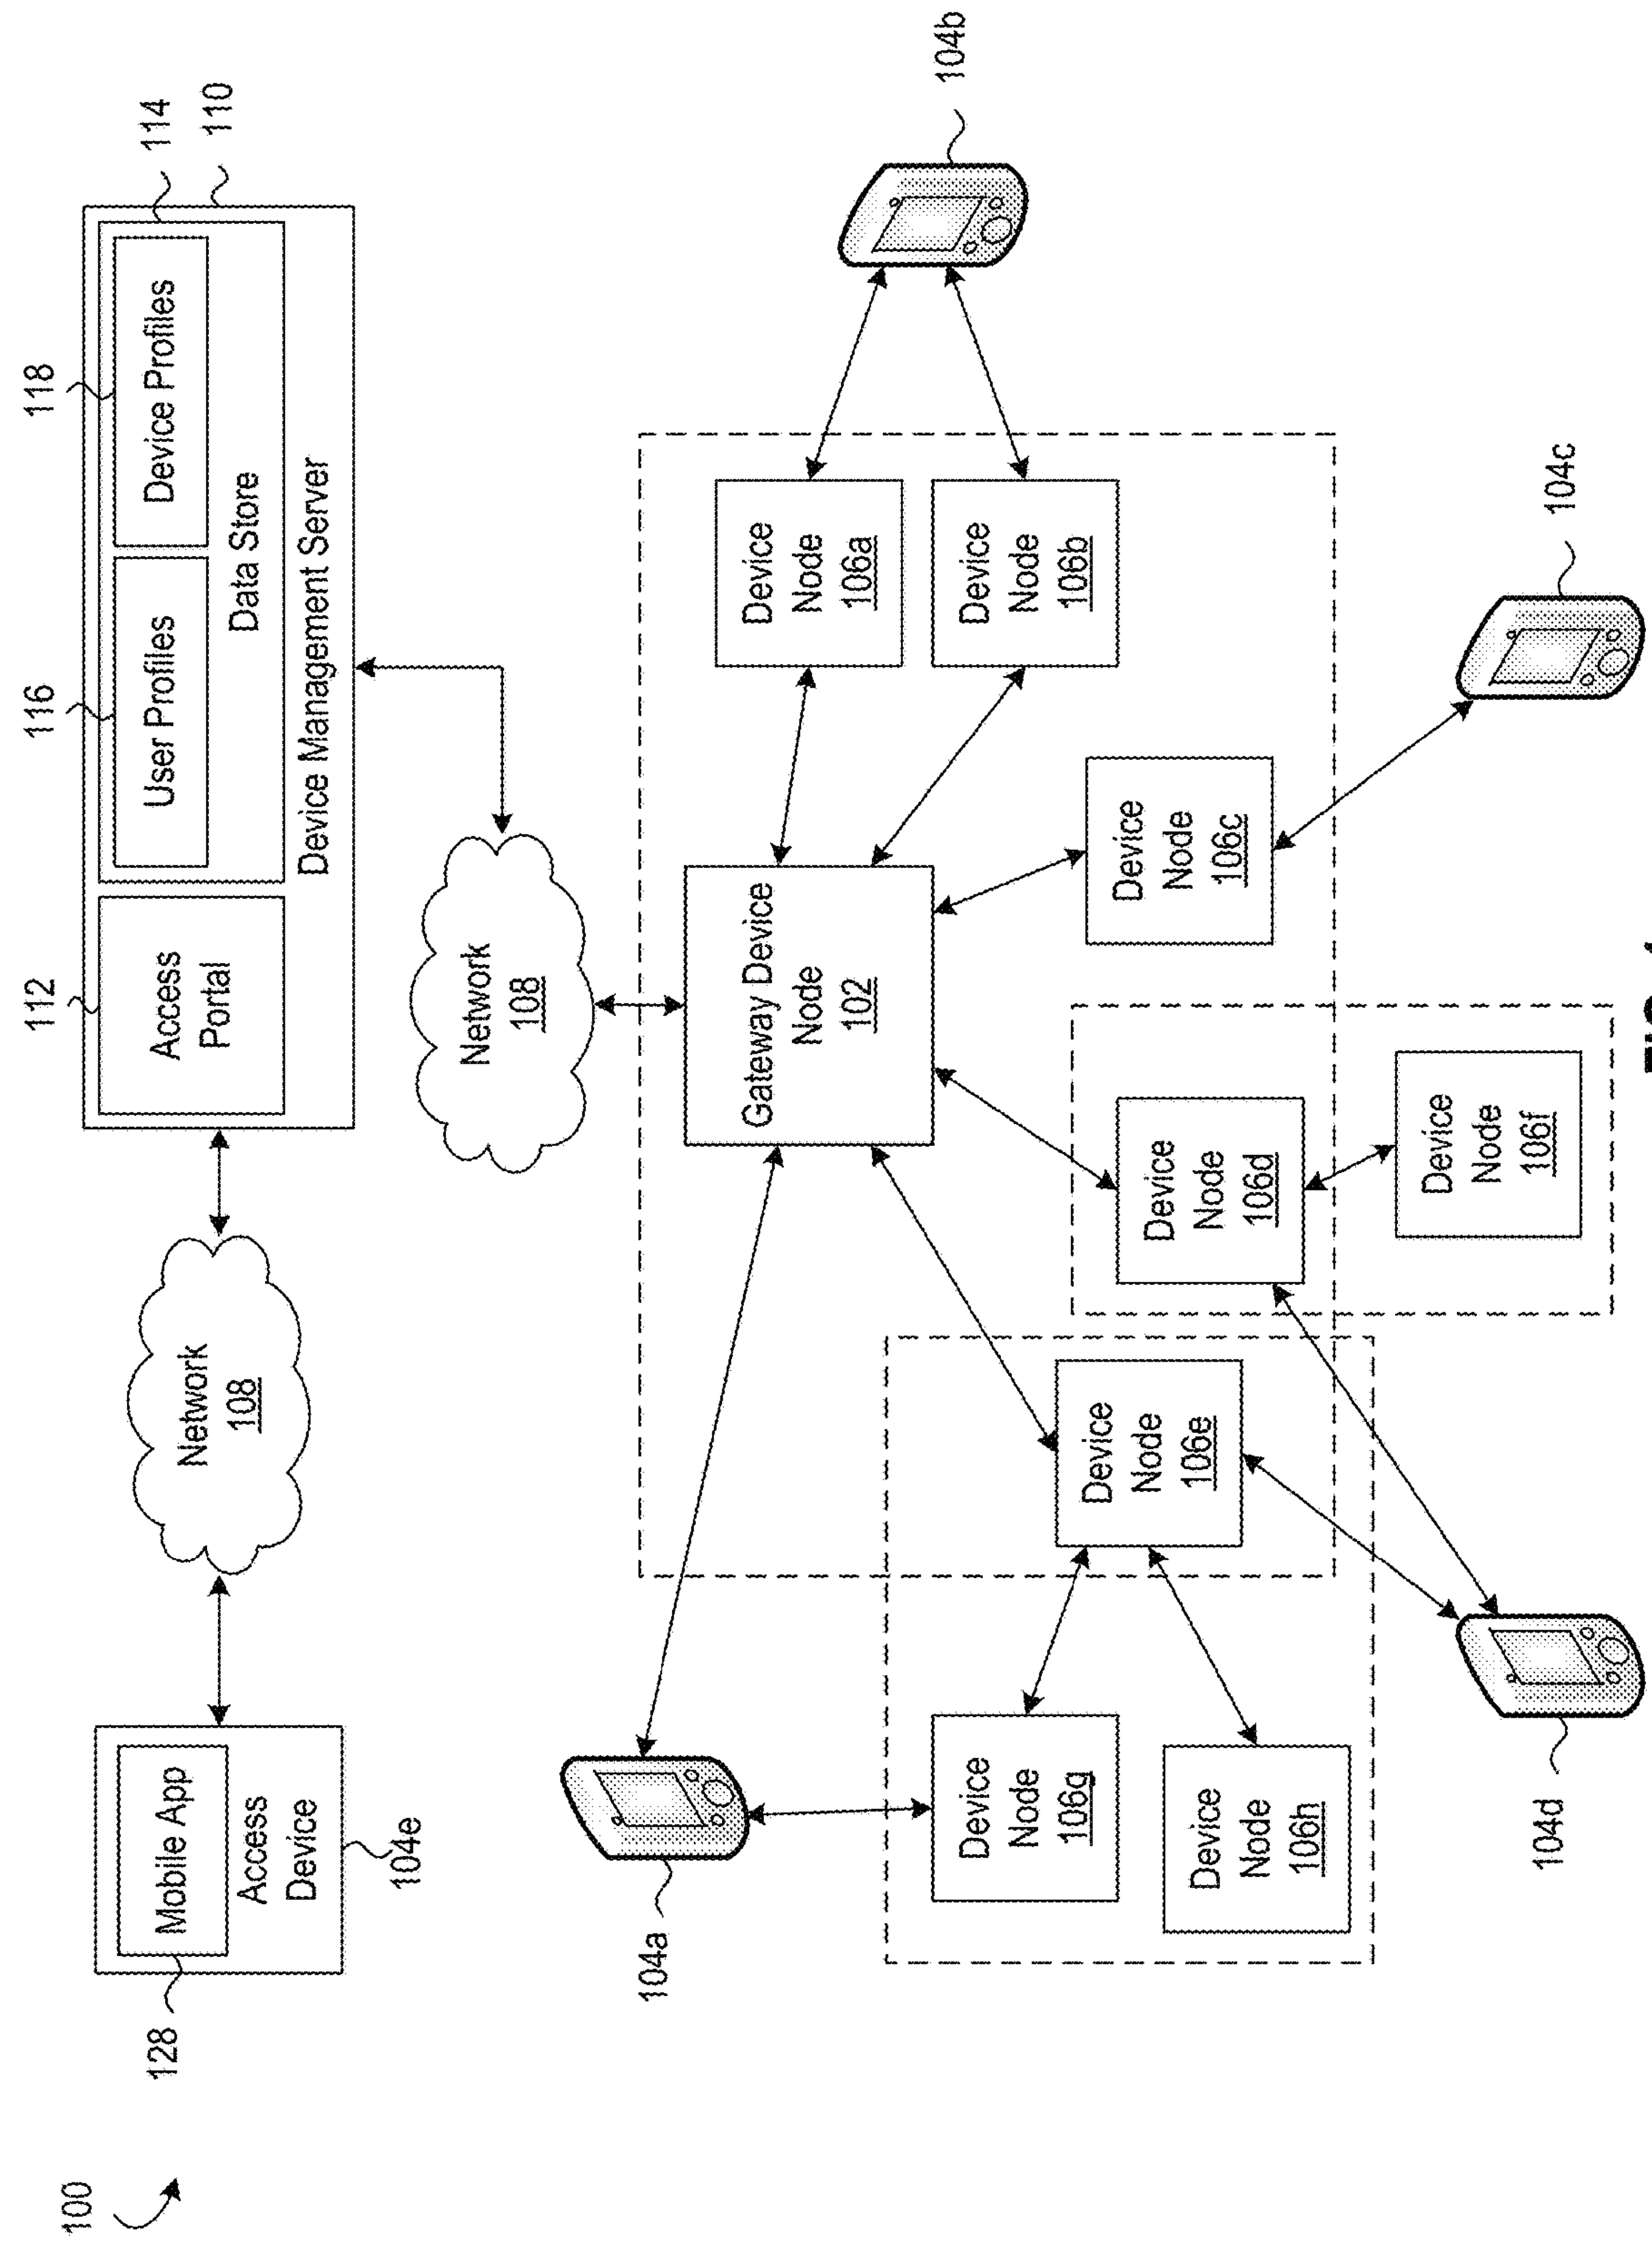 100
128
Mobile App
Access
Device
104e
Network
108
112
Access
Portal
116
User Profiles
118
Device Profiles
Data Store
Device Management Server
114
110
Network
108
Gateway Device
Node
102
104a
Device
Node
106g
Device
Node
106h
Device
Node
106e
Device
Node
106d
Device
Node
106f
Device
Node
106c
Device
Node
106a
Device
Node
106b
104b
104c
104d